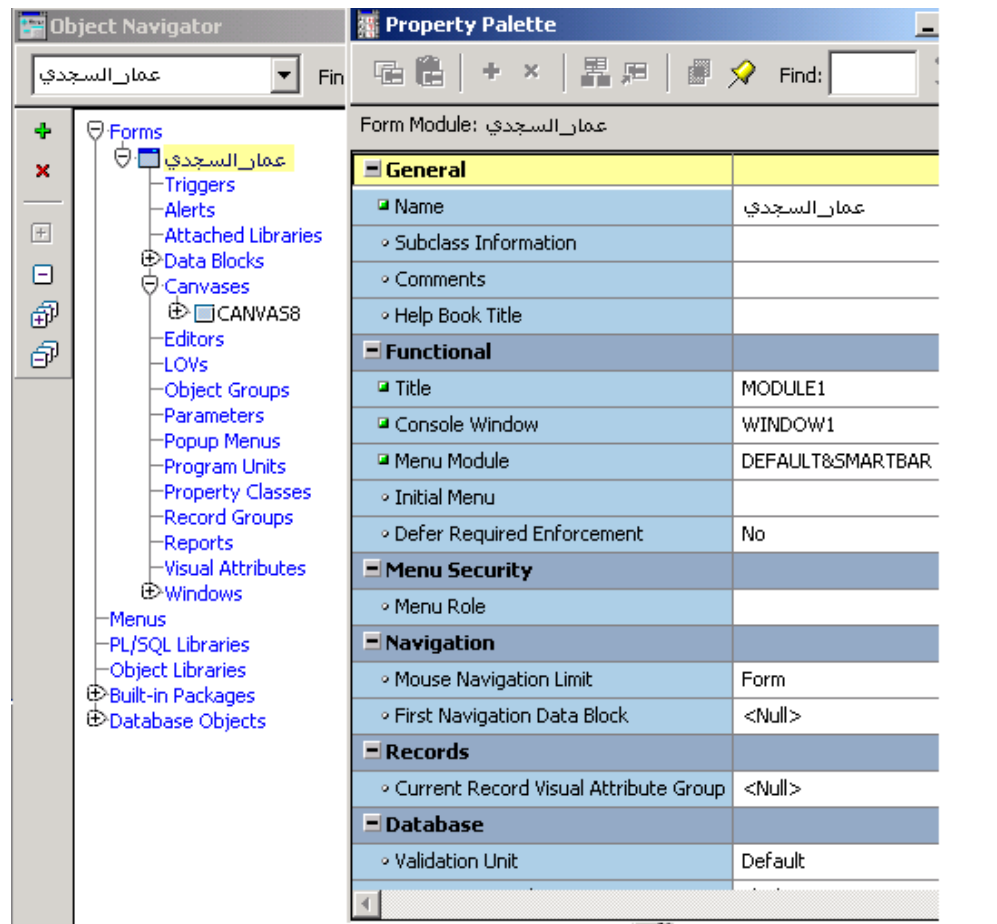 Object Navigator
عمار_السجدي
Fin
Forms
عمار_السجدي
Triggers
Alerts
Attached Libraries
Data Blocks
Canvases
CANVAS8
Editors
LOVs
Object Groups
Parameters
Popup Menus
Program Units
Property Classes
Record Groups
Reports
Visual Attributes
Windows
Menus
PL/SQL Libraries
Object Libraries
Built-in Packages
Database Objects
Property Palette
Find:
Form Module: عمار_السجدي
General
Name عمار_السجدي
Subclass Information
Comments
Help Book Title
Functional
Title MODULE1
Console Window WINDOW1
Menu Module DEFAULT&SMARTBAR
Initial Menu
Defer Required Enforcement No
Menu Security
Menu Role
Navigation
Mouse Navigation Limit Form
First Navigation Data Block <Null>
Records
Current Record Visual Attribute Group <Null>
Database
Validation Unit Default